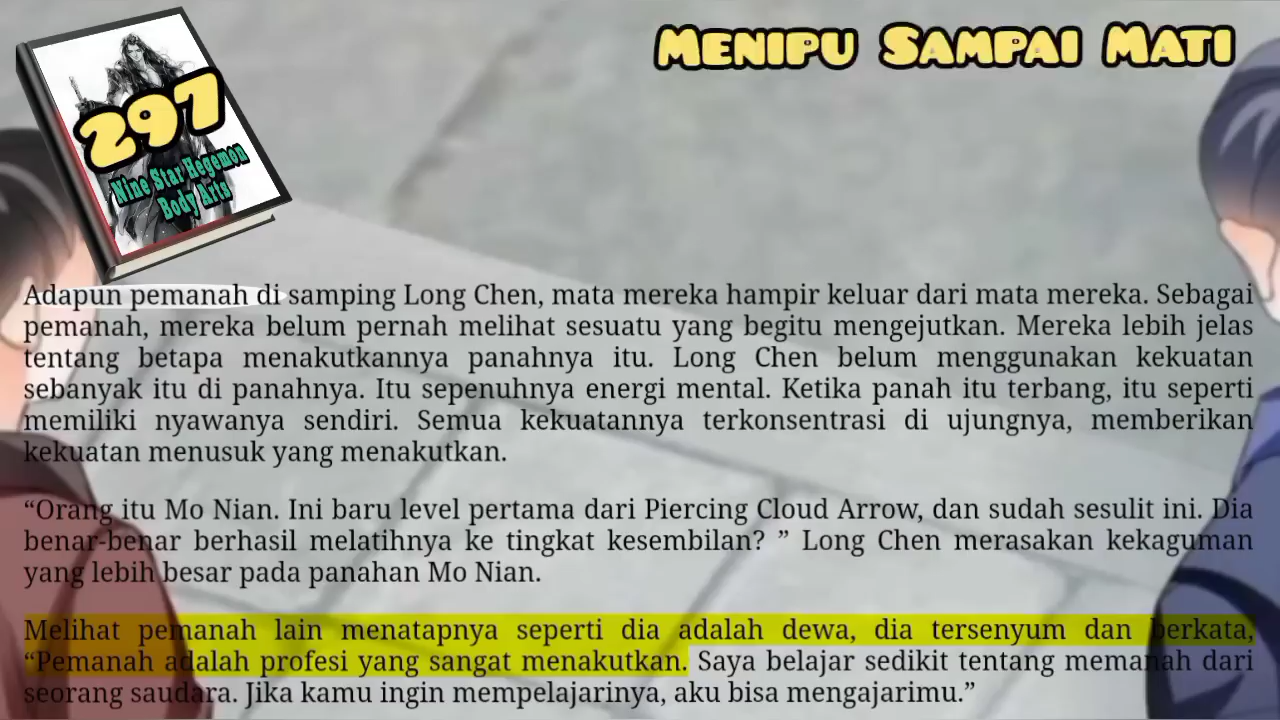 Menipu Sampai Mati
297
Nine Star Hegemon
Body Arts
Adapun pemanah di samping Long Chen, mata mereka hampir keluar dari mata mereka. Sebagai
pemanah, mereka belum pernah melihat sesuatu yang begitu mengejutkan. Mereka lebih jelas
tentang betapa menakutkannya panahnya itu. Long Chen belum menggunakan kekuatan
sebanyak itu di panahnya. Itu sepenuhnya energi mental. Ketika panah itu terbang, itu seperti
memiliki nyawanya sendiri. Semua kekuatannya terkonsentrasi di ujungnya, memberikan
kekuatan menusuk yang menakutkan.
“Orang itu Mo Nian. Ini baru level pertama dari Piercing Cloud Arrow, dan sudah sesulit ini. Dia
benar-benar berhasil melatihnya ke tingkat kesembilan? ” Long Chen merasakan kekaguman
yang lebih besar pada panahan Mo Nian.
Melihat pemanah lain menatapnya seperti dia adalah dewa, dia tersenyum dan berkata,
“Pemanah adalah profesi yang sangat menakutkan. Saya belajar sedikit tentang memanah dari
seorang saudara. Jika kamu ingin mempelajarinya, aku bisa mengajarimu.”